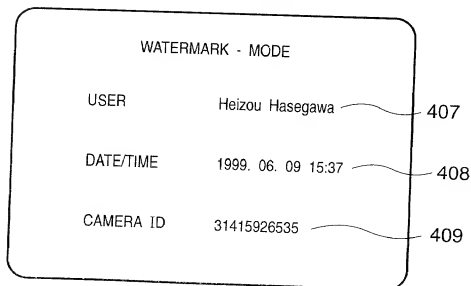 WATERMARK - MODE
USER Heizou Hasegawa 407
DATE/TIME 1999. 06. 09 15:37 408
CAMERA ID 31415926535 409